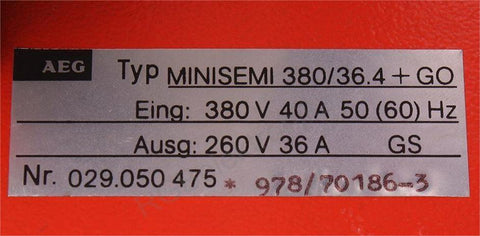 AEG Typ MINISEMI 380/36.4 + GO
Eing: 380 V 40 A 50 (60) Hz
Ausg: 260 V 36 A GS
Nr. 029.050 475 * 978/70186-3